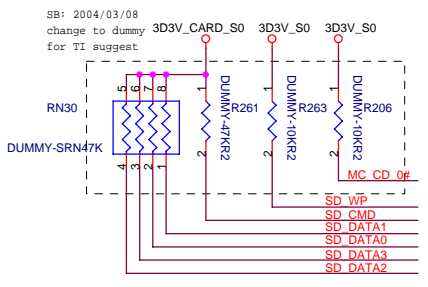 SB: 2004/03/08
change to dummy
for TI suggest
3D3V_CARD_S0 3D3V_S0 3D3V_S0
5 6 7 8
1 1 1
RN30
R261 R263 R206
DUMMY-47KR2
DUMMY-10KR2
DUMMY-10KR2
DUMMY-SRN47K
4 3 2 1
2 2 2
MC_CD_0#
SD_WP
SD_CMD
SD_DATA1
SD_DATA0
SD_DATA3
SD_DATA2